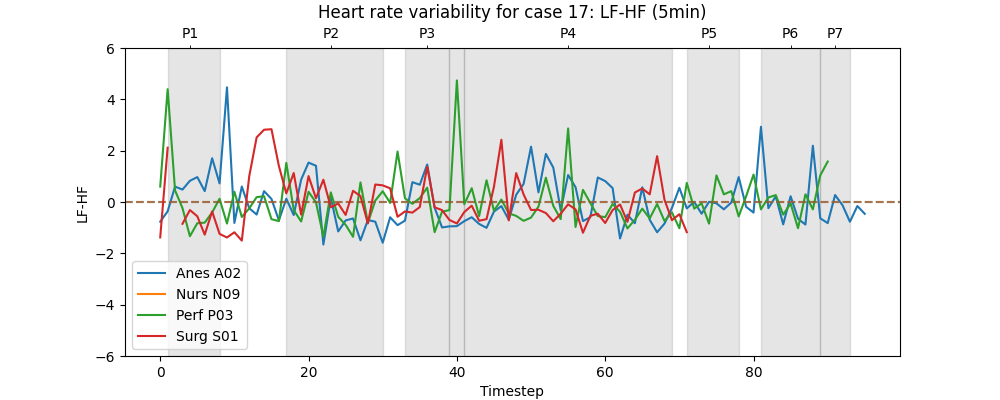 Heart rate variability for case 17: LF-HF (5min)
P1 P2 P3 P4 P5 P6 P7
6
4
2
0
−2
−4
−6
LF-HF
Anes A02
Nurs N09
Perf P03
Surg S01
0 20 40 60 80
Timestep